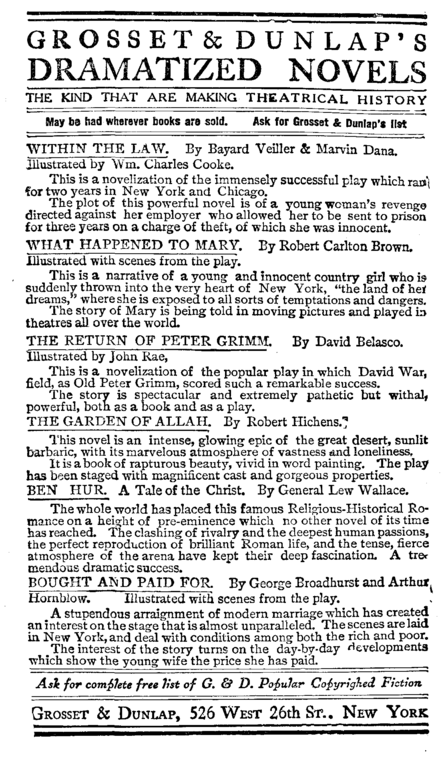 GROSSET & DUNLAP'S
DRAMATIZED NOVELS
THE KIND THAT ARE MAKING THEATRICAL HISTORY
May be had wherever books are sold. Ask for Grosset & Dunlap's list
WITHIN THE LAW. By Bayard Veiller & Marvin Dana.
Illustrated by Wm. Charles Cooke.
This is a novelization of the immensely successful play which ran
for two years in New York and Chicago.
The plot of this powerful novel is of a young woman's revenge
directed against her employer who allowed her to be sent to prison
for three years on a charge of theft, of which she was innocent.
WHAT HAPPENED TO MARY. By Robert Carlton Brown.
Illustrated with scenes from the play.
This is a narrative of a young and innocent country girl who is
suddenly thrown into the very heart of New York, "the land of her
dreams," where she is exposed to all sorts of temptations and dangers.
The story of Mary is being told in moving pictures and played in
theatres all over the world.
THE RETURN OF PETER GRIMM. By David Belasco.
Illustrated by John Rae,
This is a novelization of the popular play in which David War,
field, as Old Peter Grimm, scored such a remarkable success.
The story is spectacular and extremely pathetic but withal,
powerful, both as a book and as a play.
THE GARDEN OF ALLAH. By Robert Hichens.
This novel is an intense, glowing epic of the great desert, sunlit
barbaric, with its marvelous atmosphere of vastness and loneliness.
It is a book of rapturous beauty, vivid in word painting. The play
has been staged with magnificent cast and gorgeous properties.
BEN HUR. A Tale of the Christ. By General Lew Wallace.
The whole world has placed this famous Religious-Historical Ro-
mance on a height of pre-eminence which no other novel of its time
has reached. The clashing of rivalry and the deepest human passions,
the perfect reproduction of brilliant Roman life, and the tense, fierce
atmosphere of the arena have kept their deep fascination. A tre-
mendous dramatic success.
BOUGHT AND PAID FOR. By George Broadhurst and Arthur
Hornblow. Illustrated with scenes from the play.
A stupendous arraignment of modern marriage which has created
an interest on the stage that is almost unparalleled. The scenes are laid
in New York, and deal with conditions among both the rich and poor.
The interest of the story turns on the day-by-day developments
which show the young wife the price she has paid.
Ask for complete free list of G. & D. Popular Copyrighed Fiction
GROSSET & DUNLAP, 526 WEST 26th ST., NEW YORK